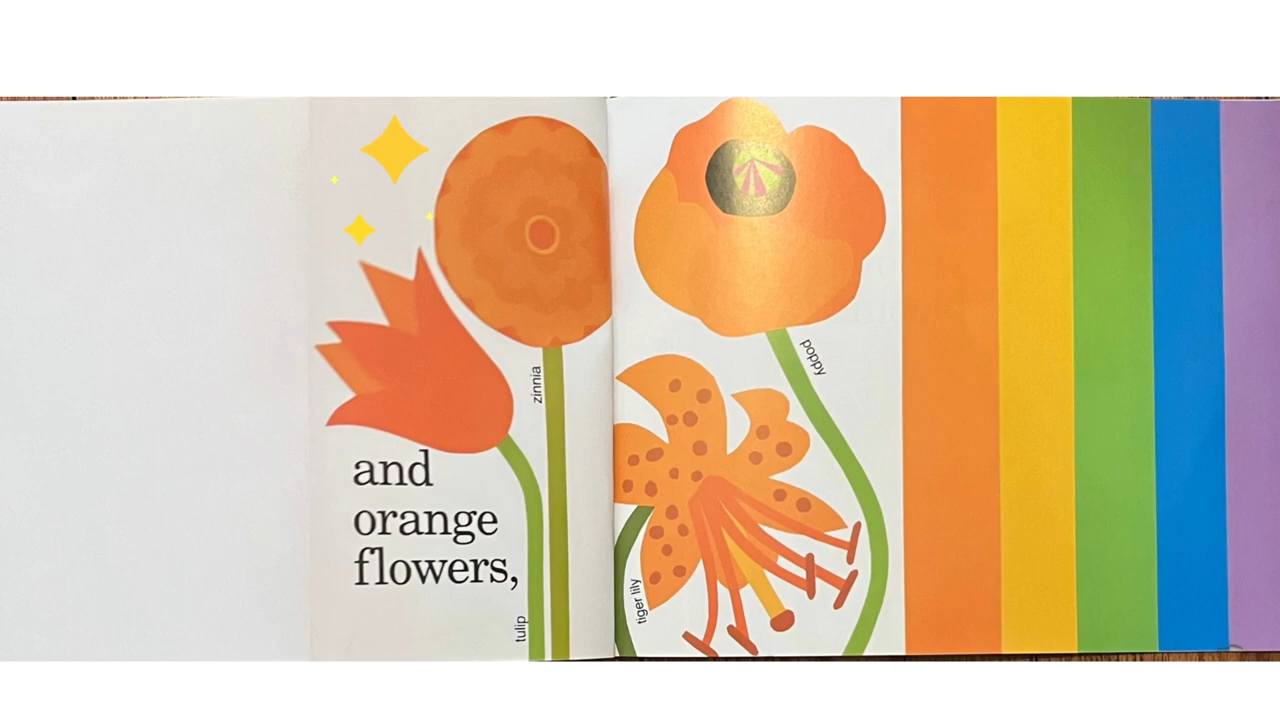 and
orange
flowers,
tulip
zinnia
tiger lily
poppy